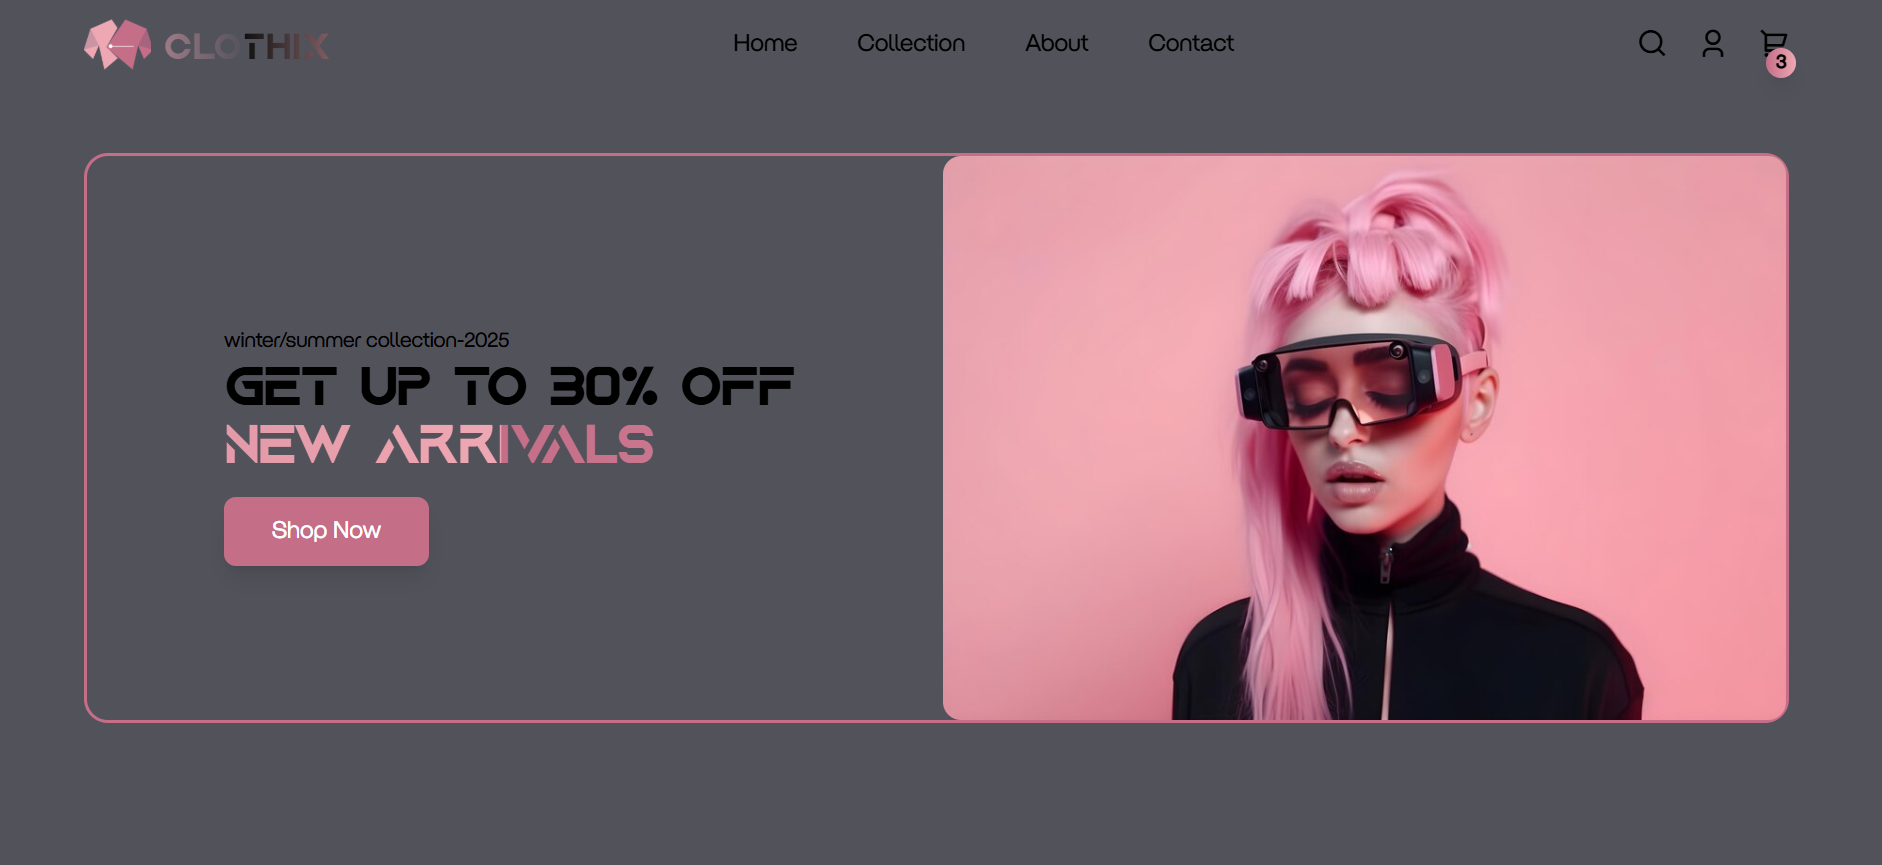 CLOTHIX
Home Collection About Contact
3
winter/summer collection-2025
GET UP TO 30% OFF
NEW ARRIVALS
Shop Now